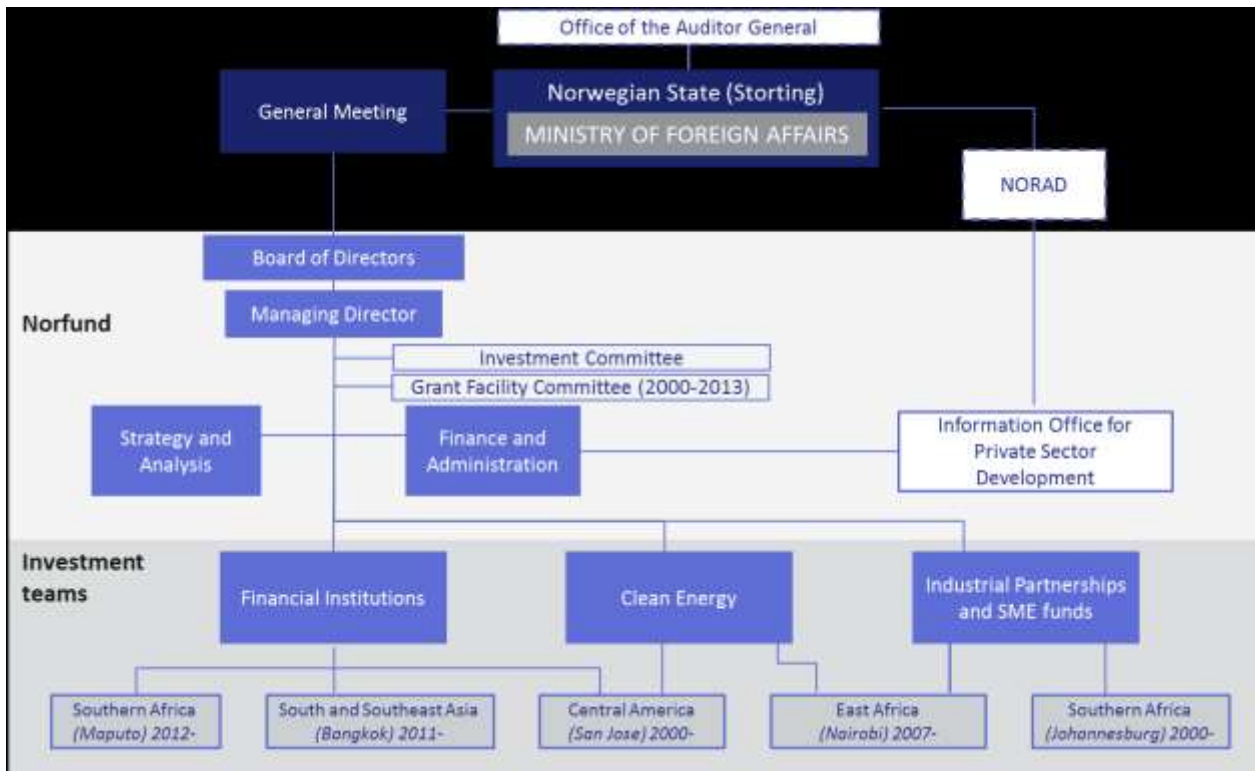 Office of the Auditor General
General Meeting
Norwegian State (Storting)
MINISTRY OF FOREIGN AFFAIRS
NORAD
Board of Directors
Norfund
Managing Director
Investment Committee
Grant Facility Committee (2000-2013)
Strategy and
Analysis
Finance and
Administration
Information Office for
Private Sector
Development
Investment
teams
Financial Institutions
Clean Energy
Industrial Partnerships
and SME funds
Southern Africa
(Maputo) 2012-
South and Southeast Asia
(Bangkok) 2011-
Central America
(San Jose) 2000-
East Africa
(Nairobi) 2007-
Southern Africa
(Johannesburg) 2000-